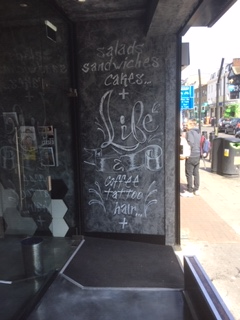 salads
sandwiches
cakes..
+
Life
&
coffee
tattoo
hair..
+